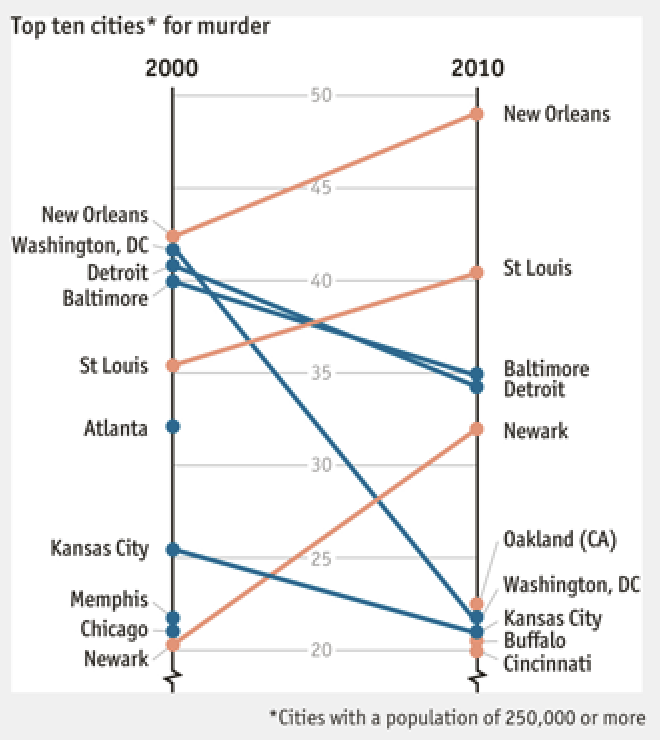 Top ten cities* for murder
2000
2010
50
45
40
35
30
25
20
New Orleans
Washington, DC
Detroit
Baltimore
St Louis
Atlanta
Kansas City
Memphis
Chicago
Newark
New Orleans
St Louis
Baltimore
Detroit
Newark
Oakland (CA)
Washington, DC
Kansas City
Buffalo
Cincinnati
*Cities with a population of 250,000 or more